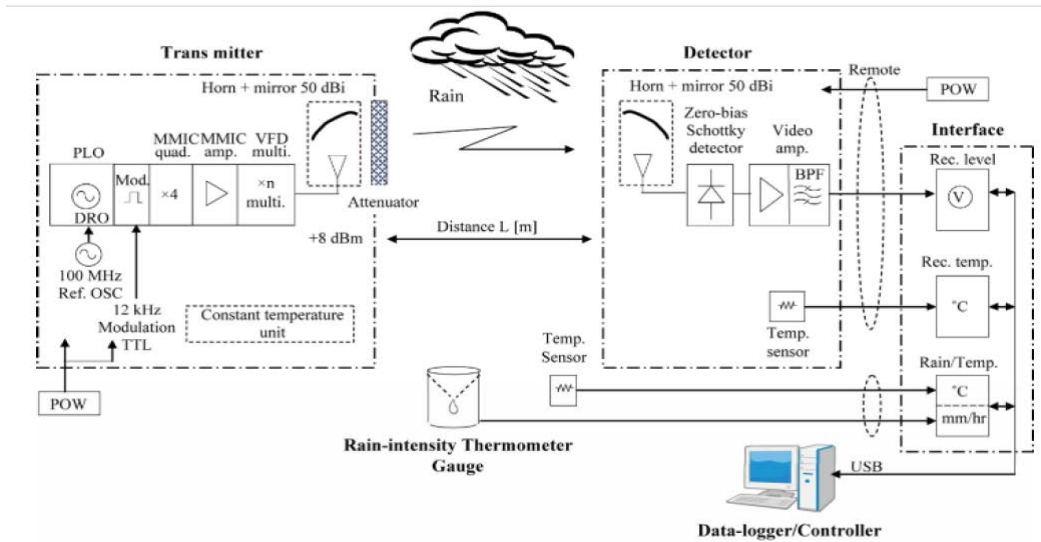 Trans mitter
Horn + mirror 50 dBi
MMIC MMIC VFD
quad. amp. multi.
PLO
Mod.
×4
×n
multi.
DRO
Attenuator
+8 dBm
100 MHz
Ref. OSC
12 kHz
Modulation
TTL
Constant temperature
unit
POW
Rain
Distance L [m]
Detector
Horn + mirror 50 dBi
Zero-bias
Schottky
detector
Video
amp.
BPF
Remote
POW
Interface
Rec. level
V
Rec. temp.
°C
Temp.
sensor
Temp.
Sensor
Rain/Temp.
°C
mm/hr
Rain-intensity Thermometer
Gauge
USB
Data-logger/Controller